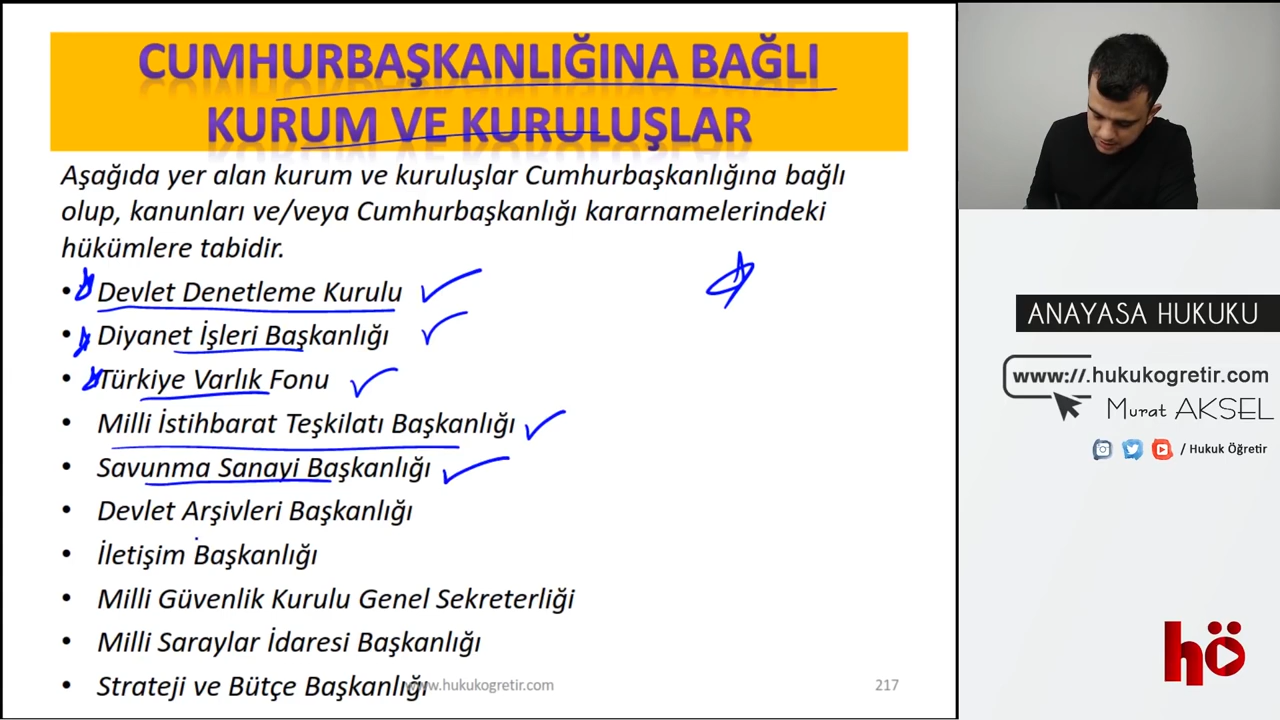 CUMHURBAŞKANLIĞINA BAĞLI
KURUM VE KURULUŞLAR
Aşağıda yer alan kurum ve kuruluşlar Cumhurbaşkanlığına bağlı
olup, kanunları ve/veya Cumhurbaşkanlığı kararnamelerindeki
hükümlere tabidir.
• Devlet Denetleme Kurulu
• Diyanet İşleri Başkanlığı
• Türkiye Varlık Fonu
• Milli İstihbarat Teşkilatı Başkanlığı
• Savunma Sanayi Başkanlığı
• Devlet Arşivleri Başkanlığı
• İletişim Başkanlığı
• Milli Güvenlik Kurulu Genel Sekreterliği
• Milli Saraylar İdaresi Başkanlığı
• Strateji ve Bütçe Başkanlığı
www.hukukogretir.com
217
ANAYASA HUKUKU
www://.hukukogretir.com
Murat AKSEL
/ Hukuk Öğretir
hö